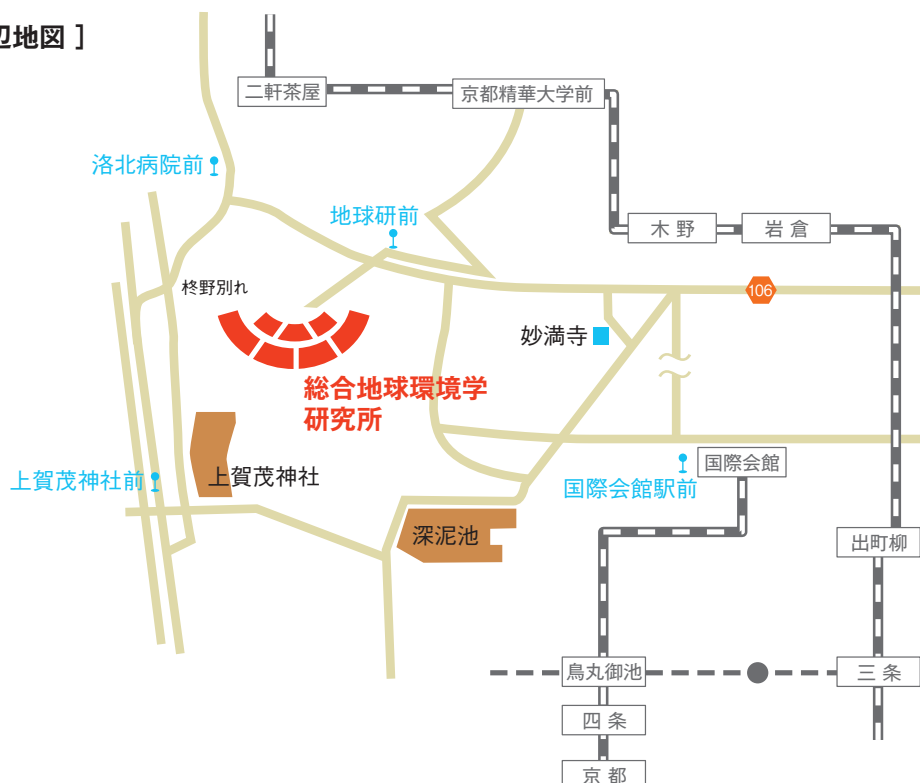 辺地図 ]
二軒茶屋
京都精華大学前
洛北病院前
地球研前
木 野
岩 倉
柊野別れ
106
妙満寺
総合地球環境学
研究所
上賀茂神社前
上賀茂神社
国際会館
国際会館駅前
深泥池
出町柳
烏丸御池
三 条
四 条
京 都